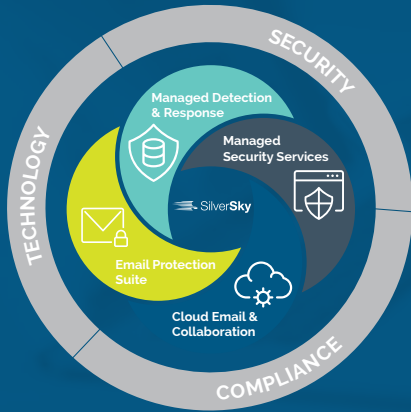 SECURITY
TECHNOLOGY
Managed Detection
& Response
Managed
Security Services
SilverSky
Email Protection
Suite
Cloud Email &
Collaboration
COMPLIANCE